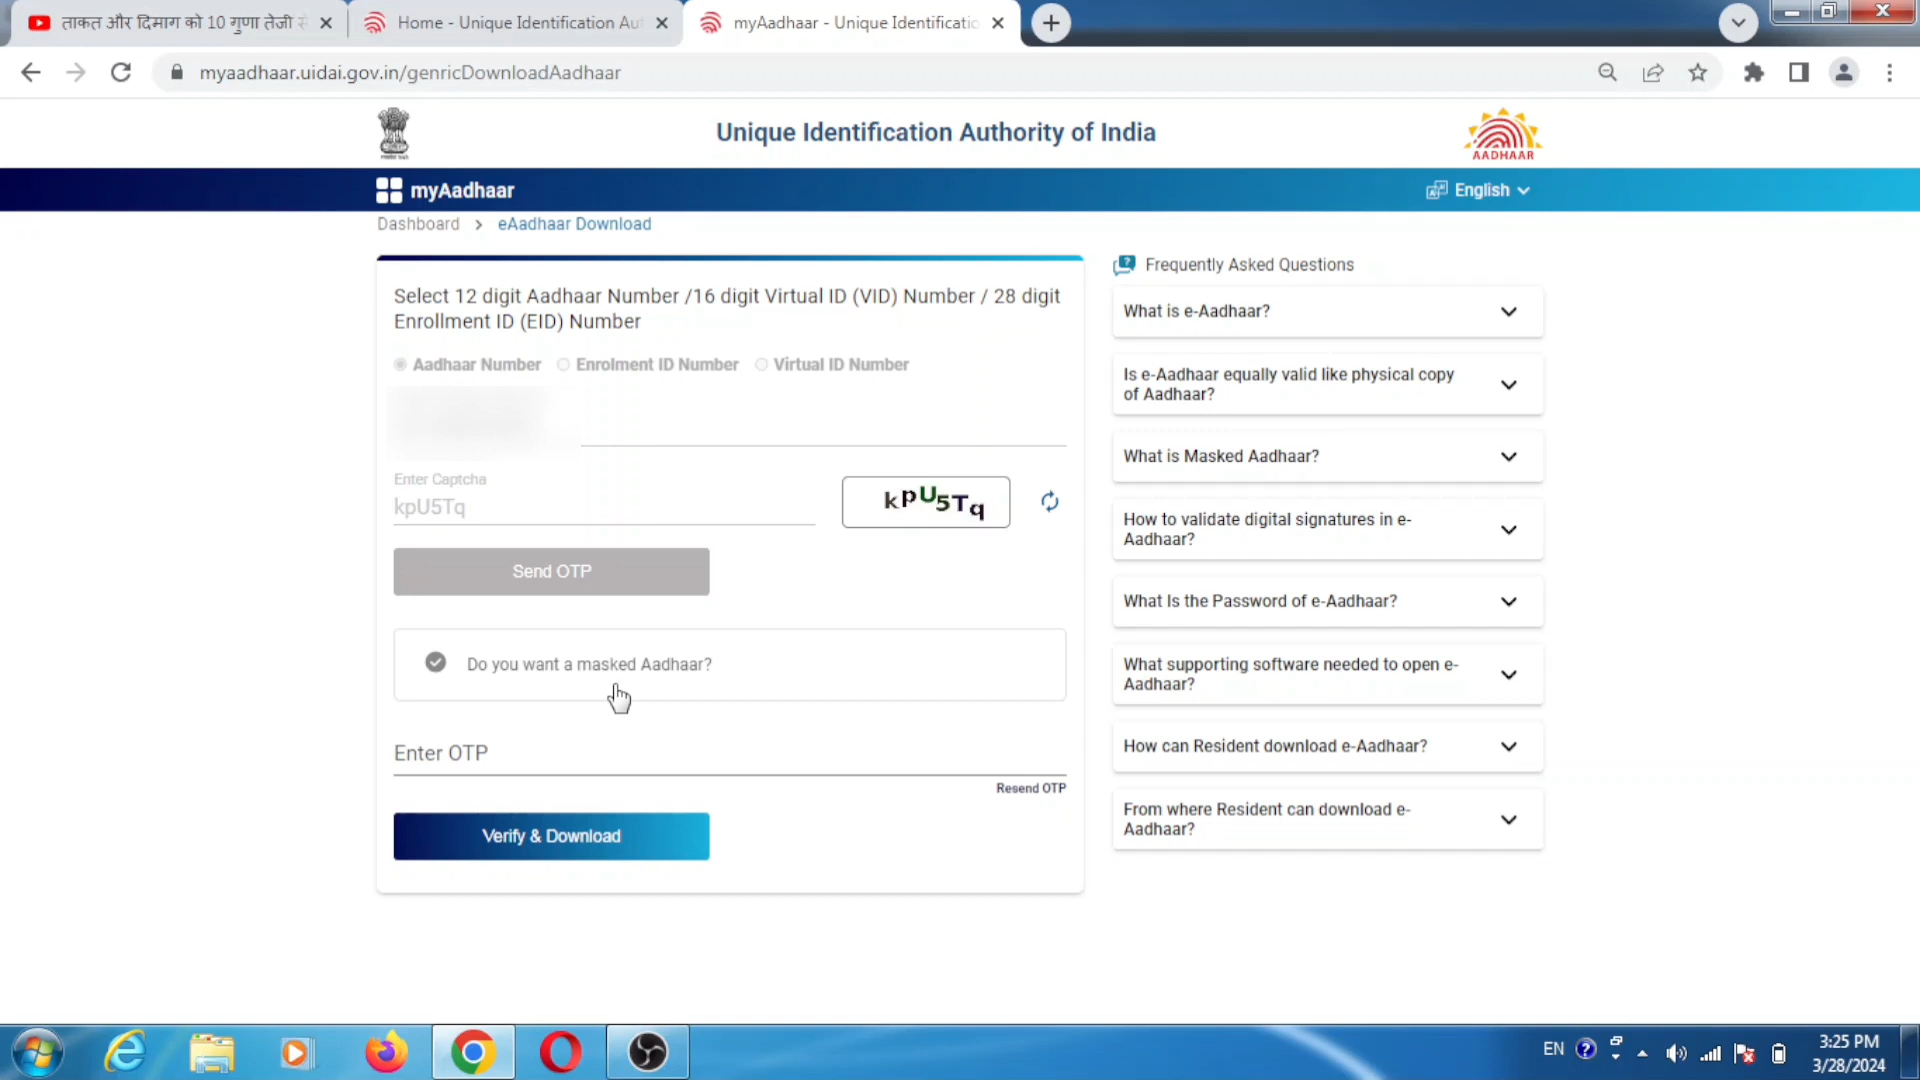 ताकत और दिमाग को 10 गुणा तेजी से
Home - Unique Identification Aut
myAadhaar - Unique Identificatio
myaadhaar.uidai.gov.in/genricDownloadAadhaar
Unique Identification Authority of India
AADHAAR
myAadhaar
English
Dashboard > eAadhaar Download
Select 12 digit Aadhaar Number /16 digit Virtual ID (VID) Number / 28 digit
Enrollment ID (EID) Number
Aadhaar Number Enrolment ID Number Virtual ID Number
Enter Captcha
kpU5Tq
kpU5Tq
Send OTP
Do you want a masked Aadhaar?
Enter OTP
Resend OTP
Verify & Download
Frequently Asked Questions
What is e-Aadhaar?
Is e-Aadhaar equally valid like physical copy
of Aadhaar?
What is Masked Aadhaar?
How to validate digital signatures in e-
Aadhaar?
What Is the Password of e-Aadhaar?
What supporting software needed to open e-
Aadhaar?
How can Resident download e-Aadhaar?
From where Resident can download e-
Aadhaar?
EN
3:25 PM
3/28/2024